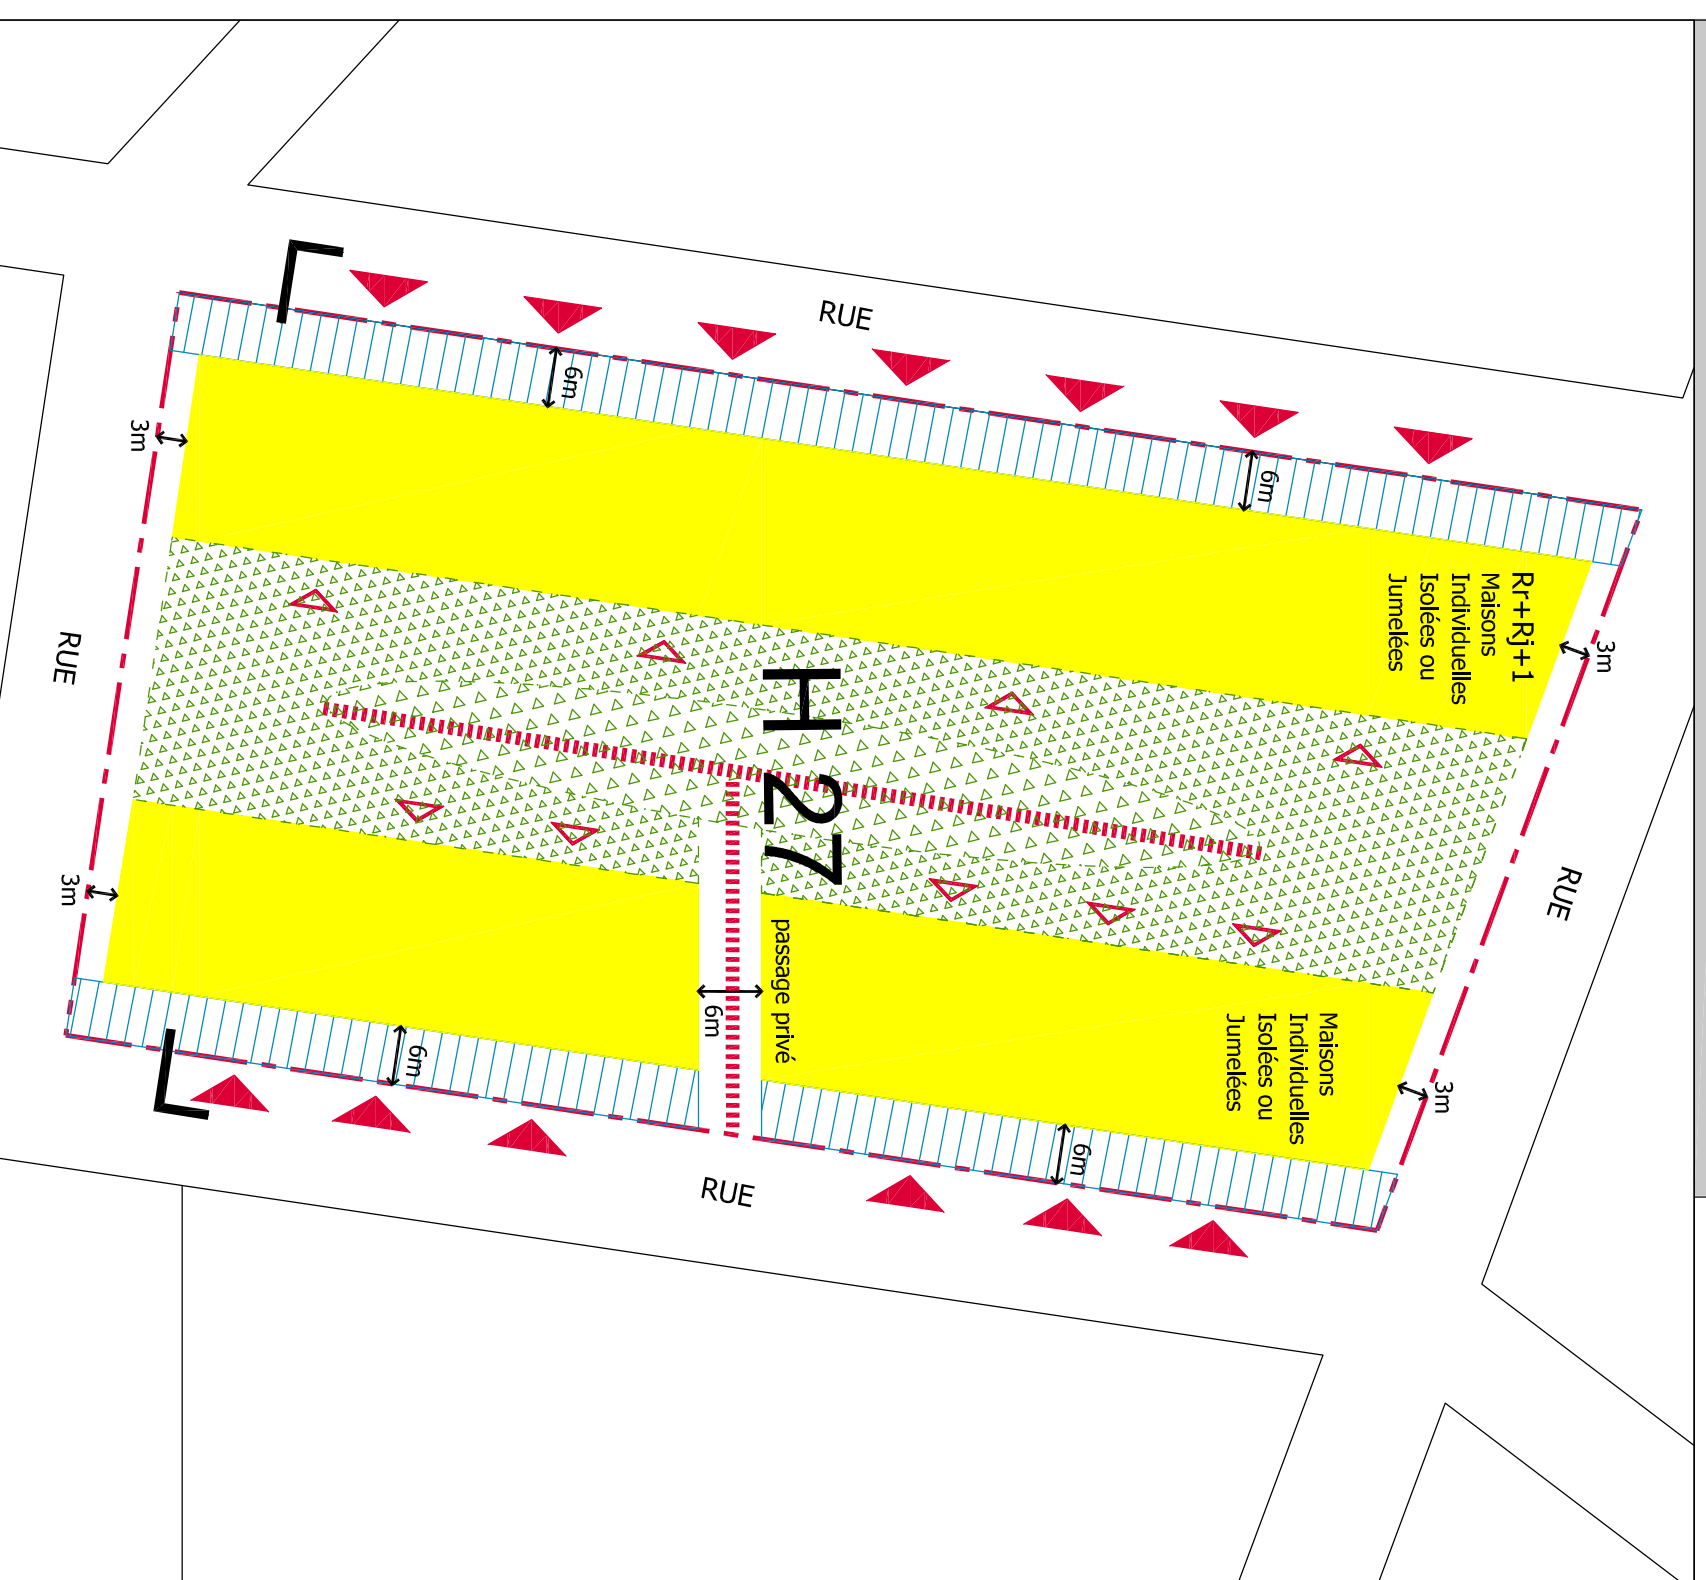 RUE
6m
6m
3m
Rr+Rj+1
Maisons
Individuelles
Isolées ou
Jumelées
3m
RUE
H 27
RUE
3m
passage privé
6m
Maisons
Individuelles
Isolées ou
Jumelées
3m
6m
6m
RUE